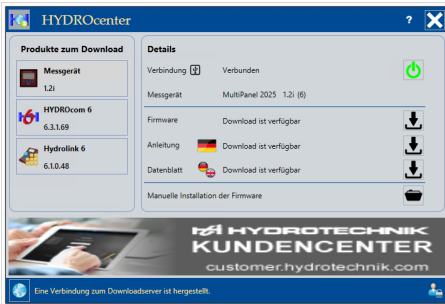 HYDROcenter
?
Produkte zum Download
Messgerät
1.2i
HYDROcom 6
6.3.1.69
Hydrolink 6
6.1.0.48
Details
Verbindung Verbunden
Messgerät MultiPanel 2025 1.2i (6)
Firmware Download ist verfügbar
Anleitung Download ist verfügbar
Datenblatt Download ist verfügbar
Manuelle Installation der Firmware
HYDROTECHNIK
KUNDENCENTER
customer.hydrotechnik.com
Eine Verbindung zum Downloadserver ist hergestellt.